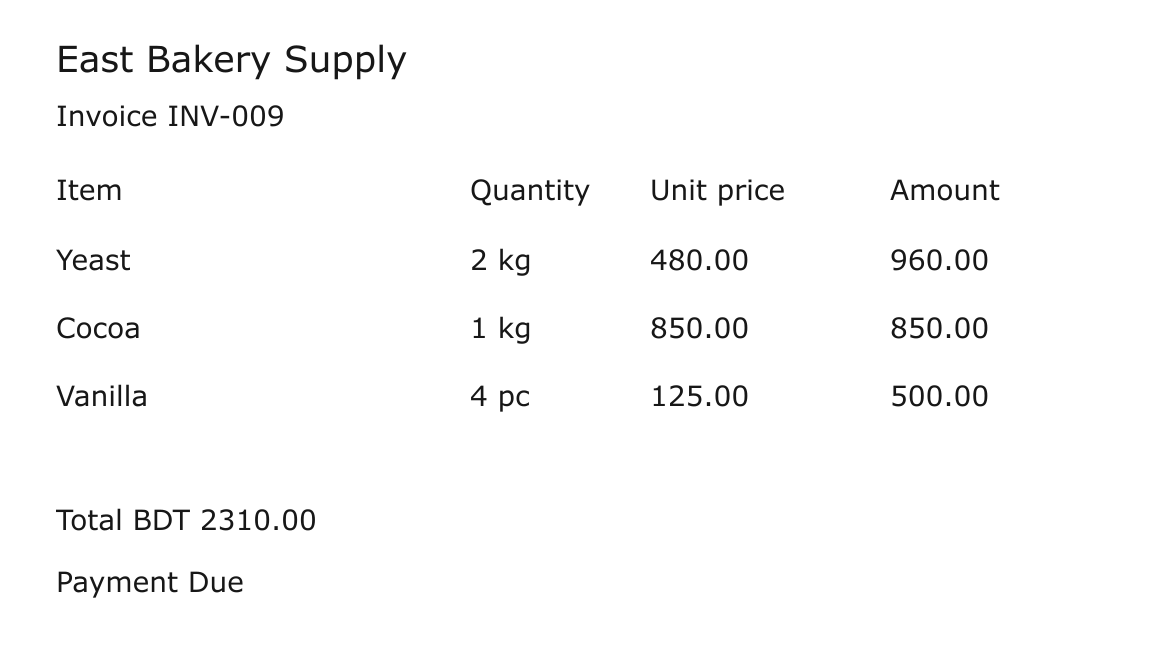 East Bakery Supply
Invoice INV-009
Item Quantity Unit price Amount
Yeast 2 kg 480.00 960.00
Cocoa 1 kg 850.00 850.00
Vanilla 4 pc 125.00 500.00
Total BDT 2310.00
Payment Due